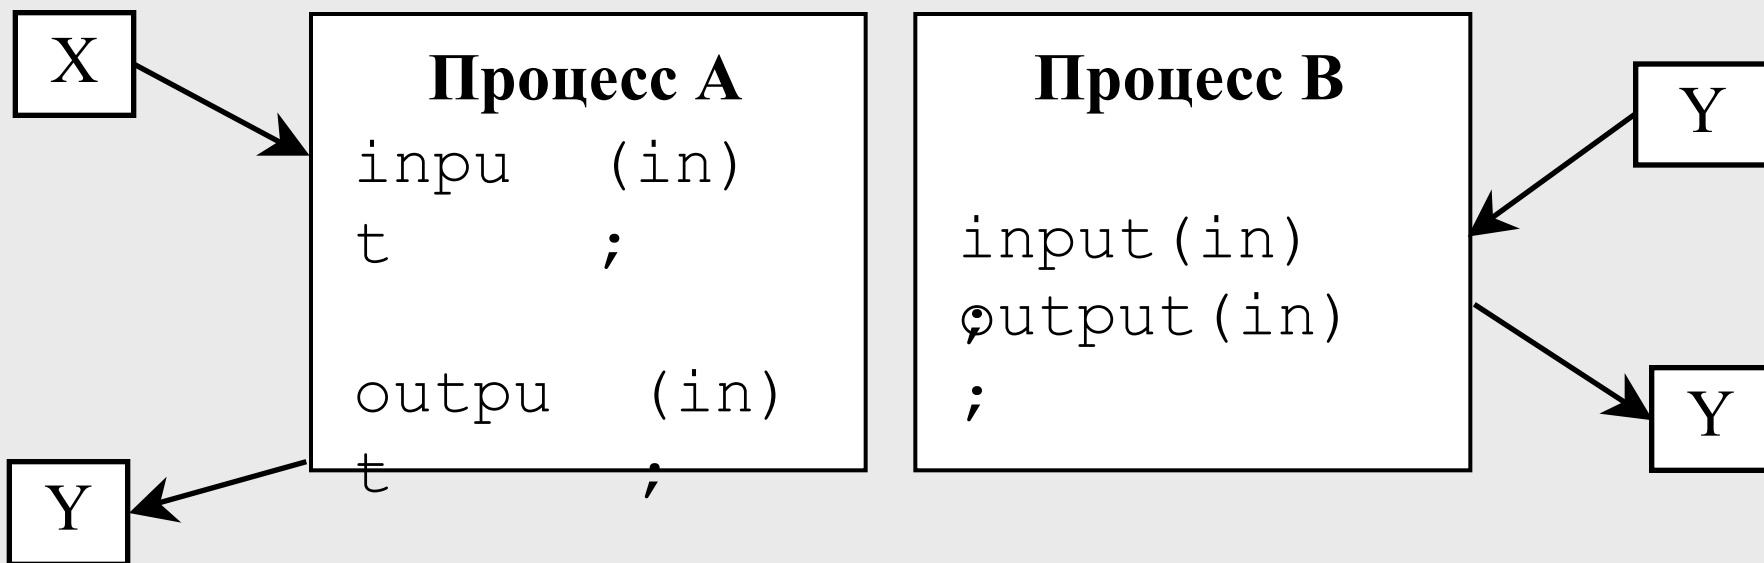 X
Процесс A
inpu (in)
t ;
outpu (in)
t ;
Y
Процесс B
input(in)
;
output(in)
;
Y
Y